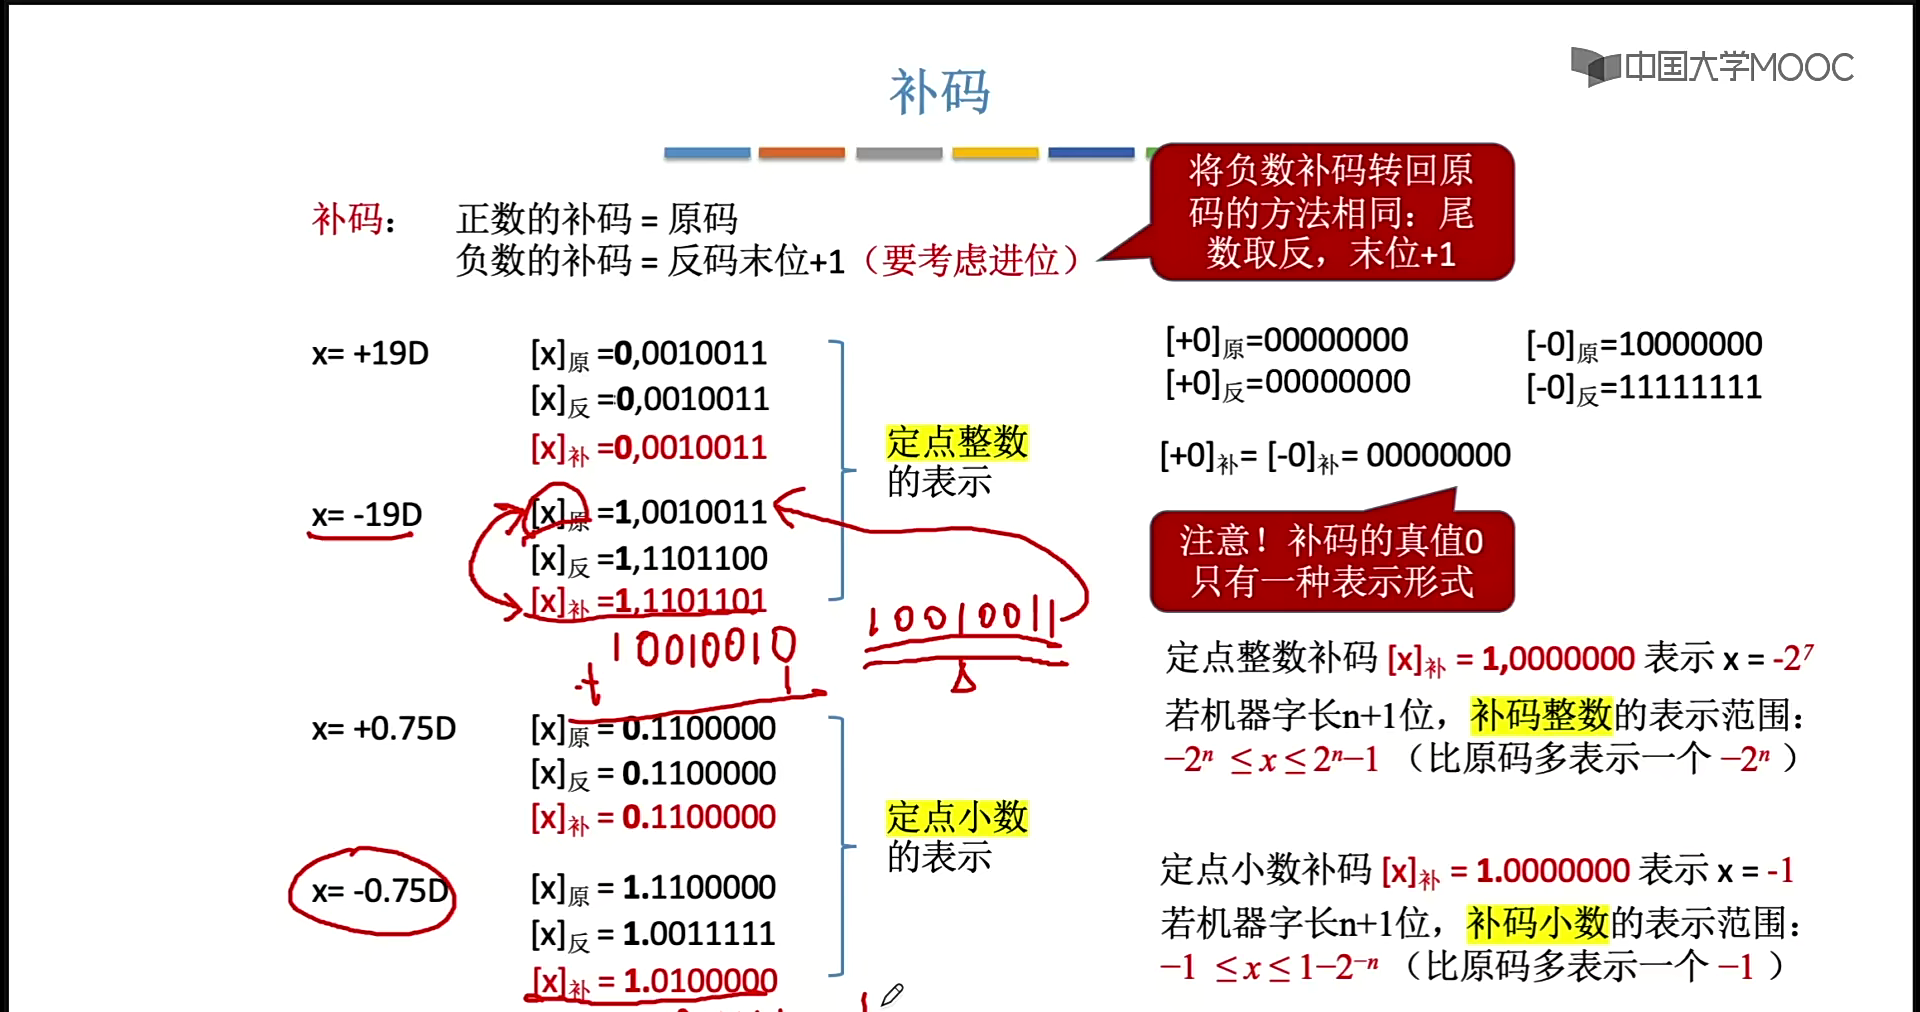 中国大学MOOC
补码
将负数补码转回原
码的方法相同：尾
数取反，末位+1
补码： 正数的补码 = 原码
负数的补码 = 反码末位+1（要考虑进位）
x= +19D [x]原 =0,0010011
[x]反 =0,0010011
[x]补 =0,0010011
定点整数
的表示
x= -19D [x]原 =1,0010011
[x]反 =1,1101100
[x]补 =1,1101101
10010010
+ 1
10010011
x= +0.75D [x]原 = 0.1100000
[x]反 = 0.1100000
[x]补 = 0.1100000
定点小数
的表示
x= -0.75D [x]原 = 1.1100000
[x]反 = 1.0011111
[x]补 = 1.0100000
[+0]原=00000000 [-0]原=10000000
[+0]反=00000000 [-0]反=11111111
[+0]补= [-0]补= 00000000
注意！补码的真值0
只有一种表示形式
定点整数补码 [x]补 = 1,0000000 表示 x = -2⁷
若机器字长n+1位，补码整数的表示范围：
−2ⁿ ≤ x ≤ 2ⁿ−1 （比原码多表示一个 −2ⁿ ）
定点小数补码 [x]补 = 1.0000000 表示 x = -1
若机器字长n+1位，补码小数的表示范围：
−1 ≤ x ≤ 1−2⁻ⁿ （比原码多表示一个 −1 ）